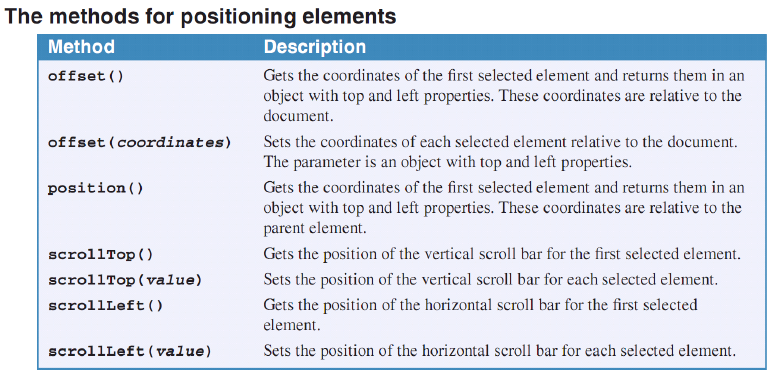 The methods for positioning elements
Method Description
offset() Gets the coordinates of the first selected element and returns them in an
object with top and left properties. These coordinates are relative to the
document.
offset(coordinates) Sets the coordinates of each selected element relative to the document.
The parameter is an object with top and left properties.
position() Gets the coordinates of the first selected element and returns them in an
object with top and left properties. These coordinates are relative to the
parent element.
scrollTop() Gets the position of the vertical scroll bar for the first selected element.
scrollTop(value) Sets the position of the vertical scroll bar for each selected element.
scrollLeft() Gets the position of the horizontal scroll bar for the first selected
element.
scrollLeft(value) Sets the position of the horizontal scroll bar for each selected element.